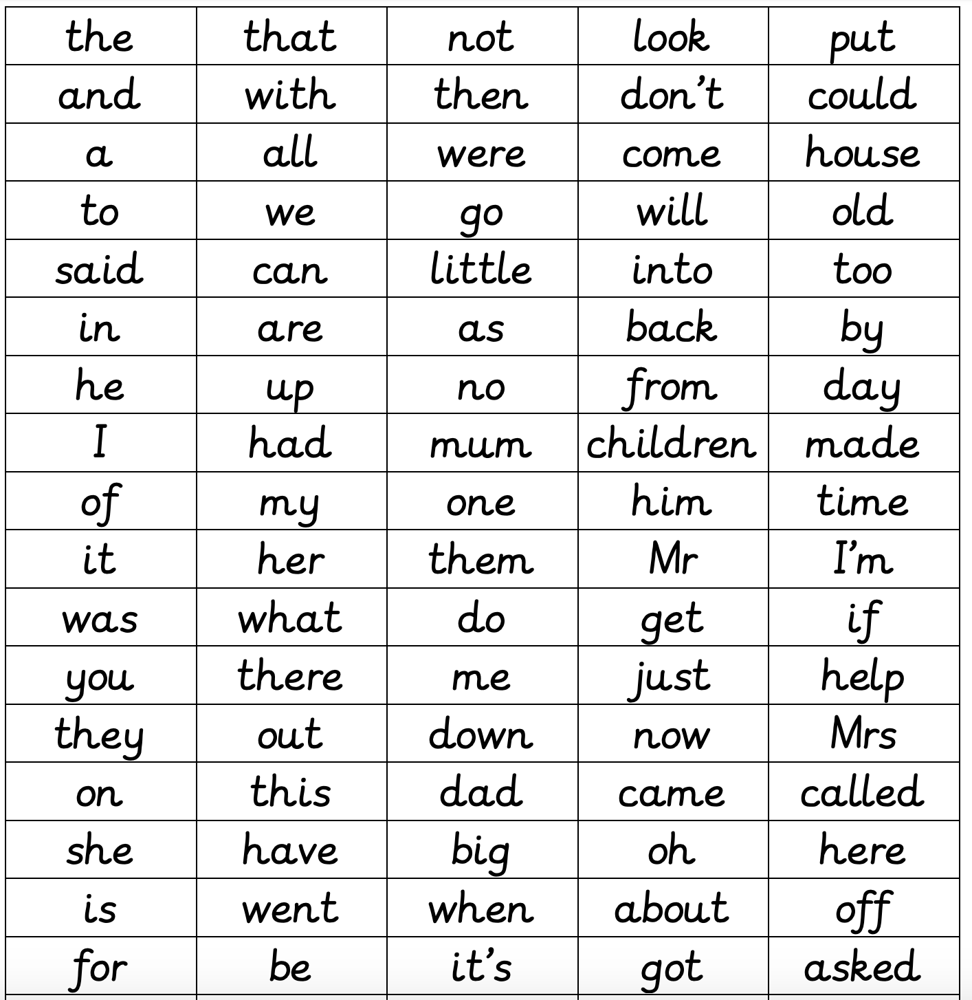 the that not look put
and with then don’t could
a all were come house
to we go will old
said can little into too
in are as back by
he up no from day
I had mum children made
of my one him time
it her them Mr I’m
was what do get if
you there me just help
they out down now Mrs
on this dad came called
she have big oh here
is went when about off
for be it’s got asked